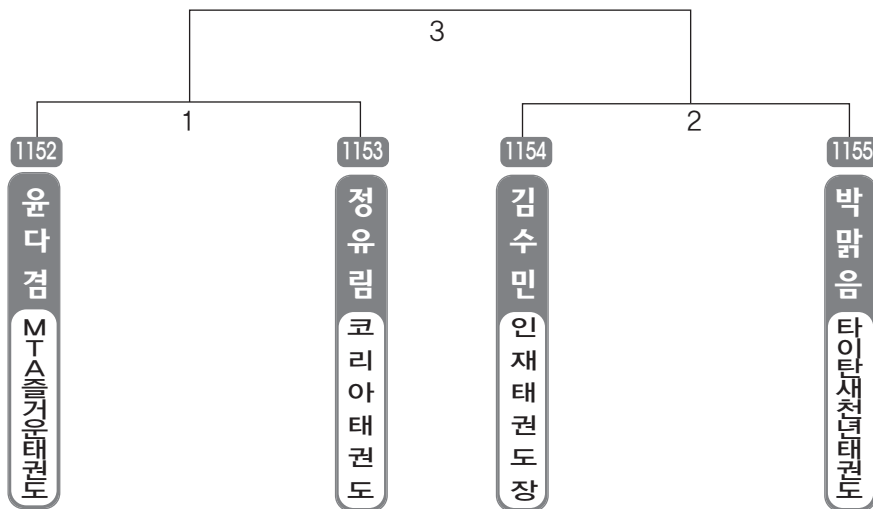 3
1
2
1152
1153
1154
1155
윤다겸
정유림
김수민
박맑음
MTA즐거운태권도
코리아태권도
인재태권도장
타이탄새천년태권도